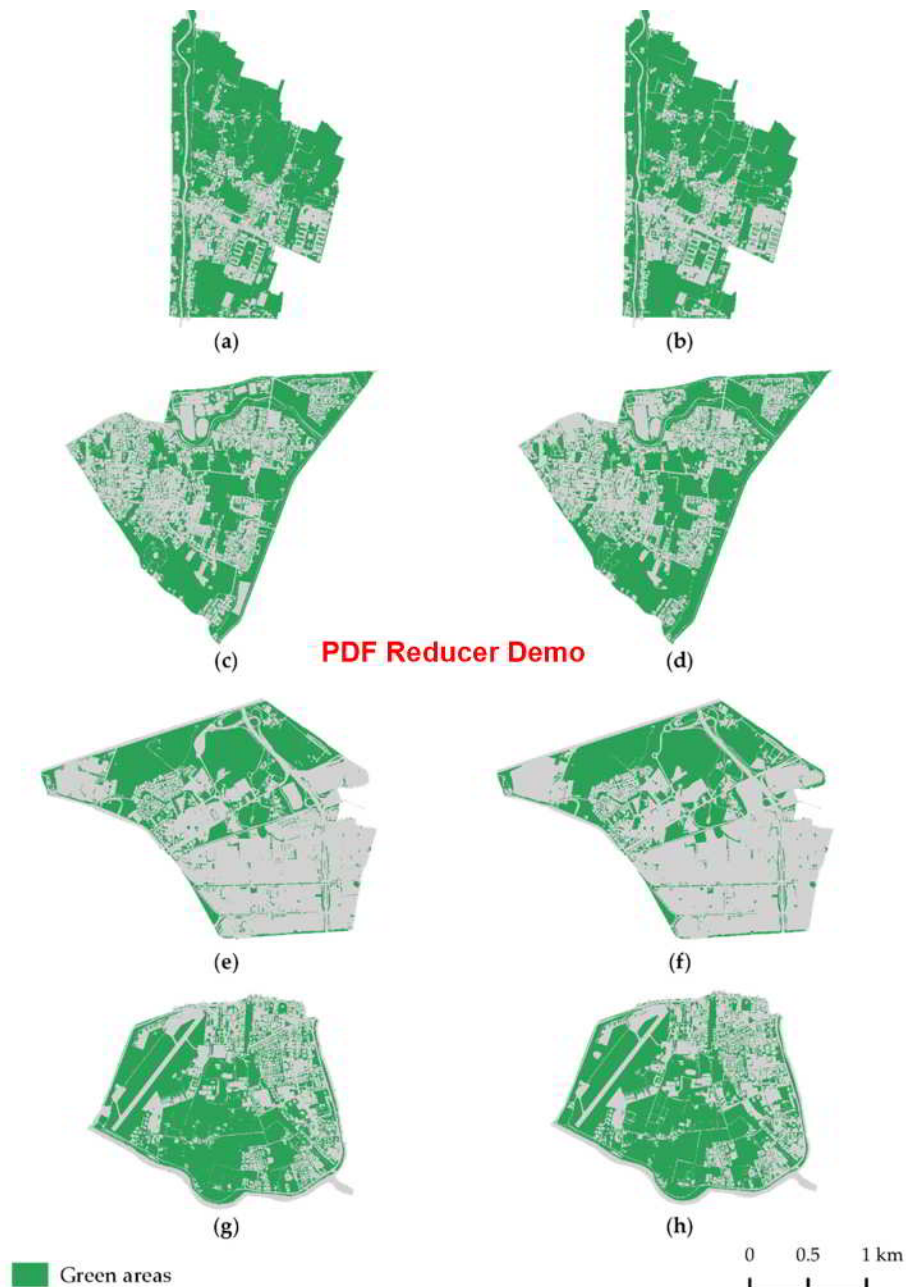 (a) (b)
(c) (d)
PDF Reducer Demo
(e) (f)
(g) (h)
0 0.5 1 km
Green areas